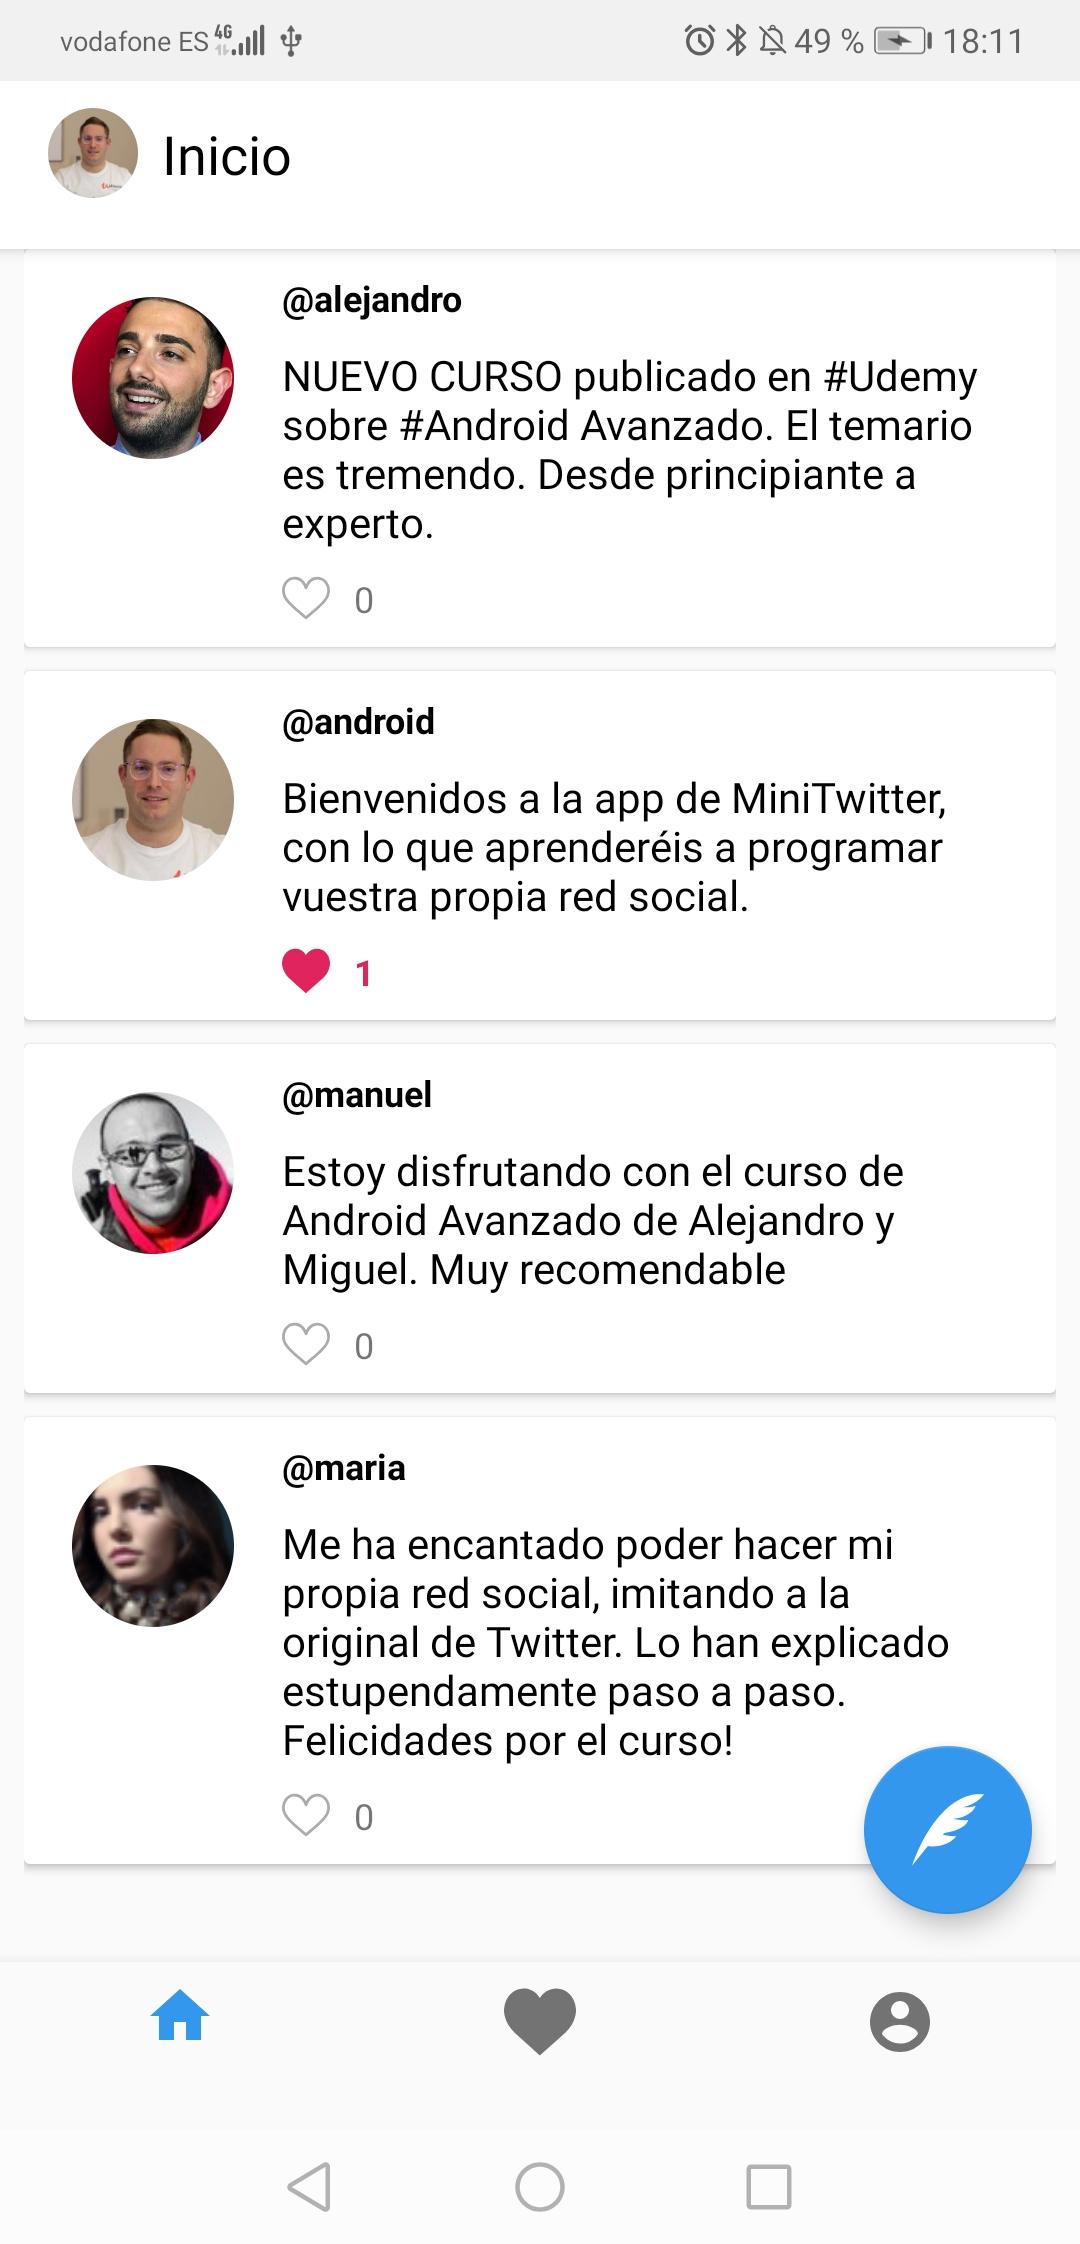 vodafone ES 4G 49 % 18:11
Inicio
@alejandro
NUEVO CURSO publicado en #Udemy
sobre #Android Avanzado. El temario
es tremendo. Desde principiante a
experto.
0
@android
Bienvenidos a la app de MiniTwitter,
con lo que aprenderéis a programar
vuestra propia red social.
1
@manuel
Estoy disfrutando con el curso de
Android Avanzado de Alejandro y
Miguel. Muy recomendable
0
@maria
Me ha encantado poder hacer mi
propia red social, imitando a la
original de Twitter. Lo han explicado
estupendamente paso a paso.
Felicidades por el curso!
0